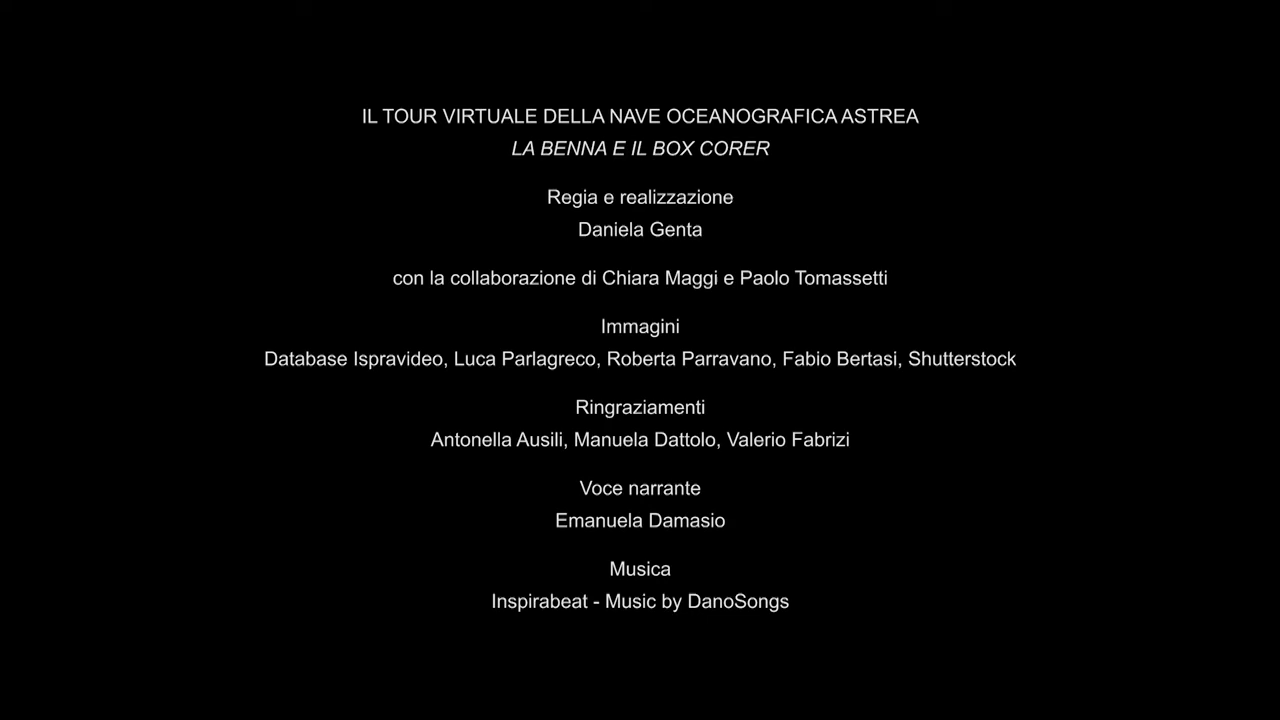 IL TOUR VIRTUALE DELLA NAVE OCEANOGRAFICA ASTREA
LA BENNA E IL BOX CORER
Regia e realizzazione
Daniela Genta
con la collaborazione di Chiara Maggi e Paolo Tomassetti
Immagini
Database Ispravideo, Luca Parlagreco, Roberta Parravano, Fabio Bertasi, Shutterstock
Ringraziamenti
Antonella Ausili, Manuela Dattolo, Valerio Fabrizi
Voce narrante
Emanuela Damasio
Musica
Inspirabeat - Music by DanoSongs